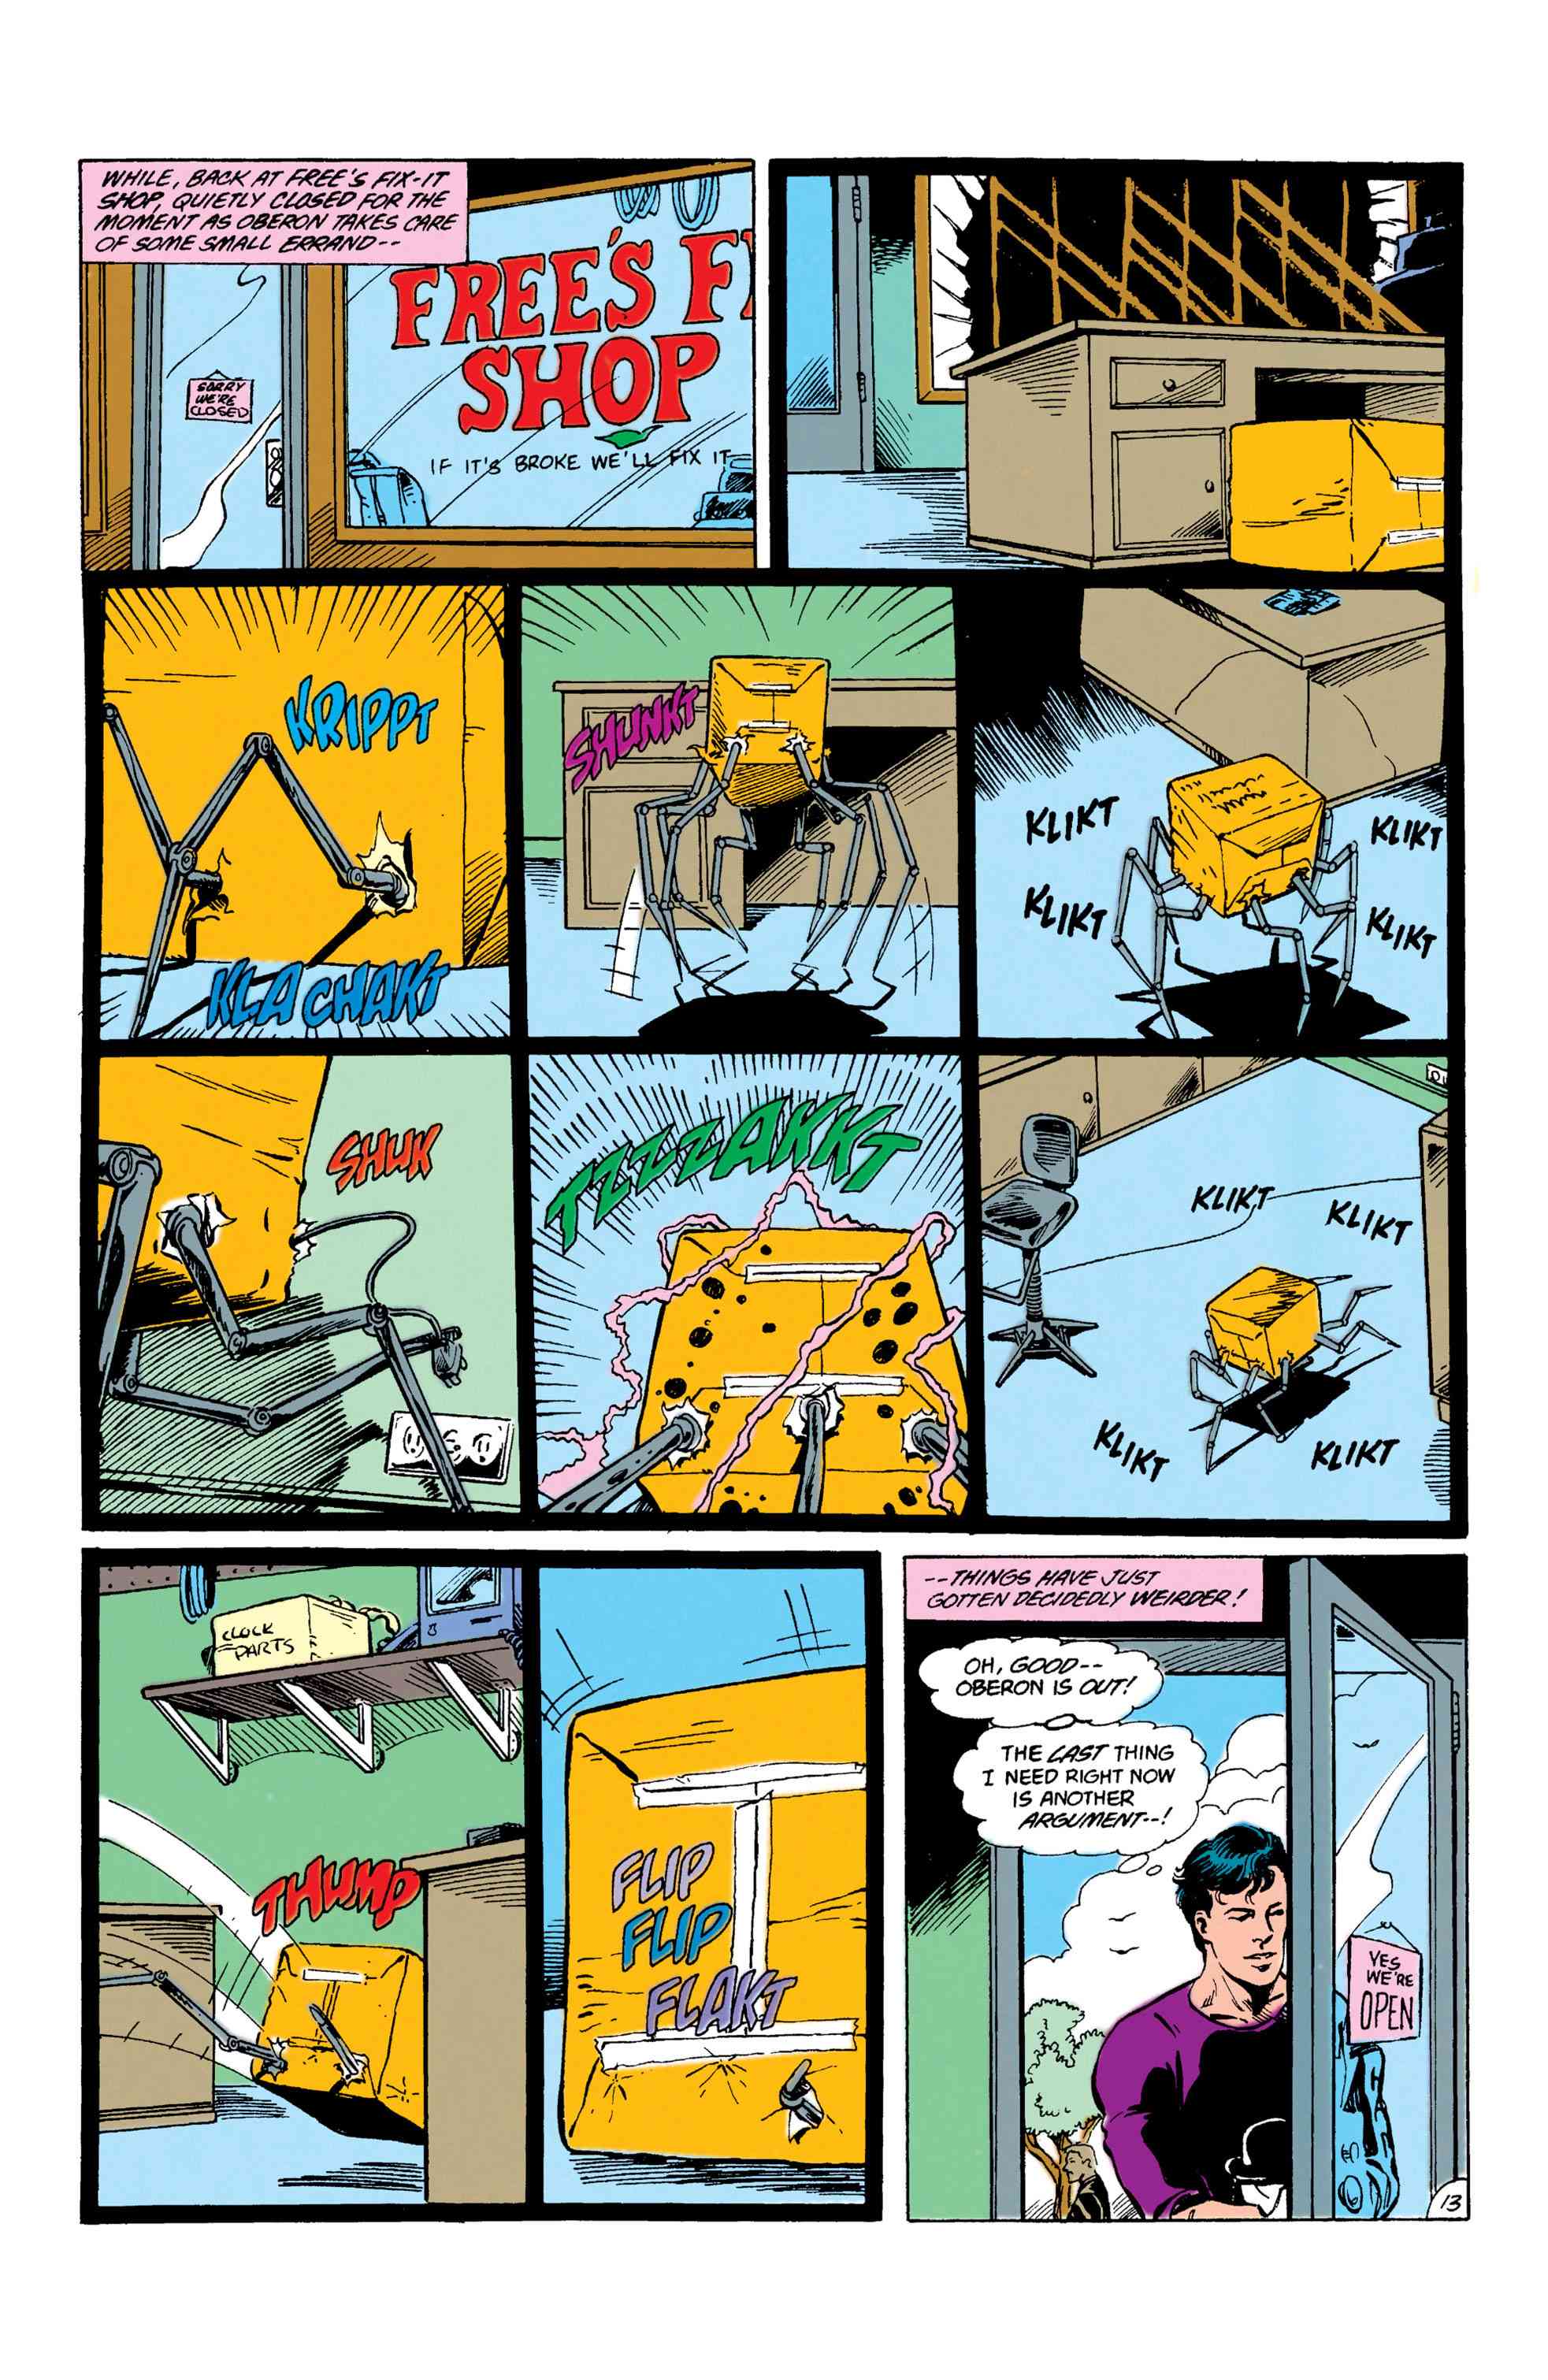 WHILE, BACK AT FREE'S FIX-IT
SHOP, QUIETLY CLOSED FOR THE
MOMENT AS OBERON TAKES CARE
OF SOME SMALL ERRAND--
SORRY
WE'RE
CLOSED
FREE'S FI
SHOP
IF IT'S BROKE WE'LL FIX IT
KRIPPT
KLACHAKT
SHUNKT
KLIKT
KLIKT
KLIKT
KLIKT
SHUK
TZZZZAKKT
KLIKT
KLIKT
KLIKT
KLIKT
CLOCK
PARTS
THUMP
FLIP
FLIP
FLAKT
--THINGS HAVE JUST
GOTTEN DECIDEDLY WEIRDER!
OH, GOOD--
OBERON IS OUT!
THE LAST THING
I NEED RIGHT NOW
IS ANOTHER
ARGUMENT--!
YES
WE'RE
OPEN
13